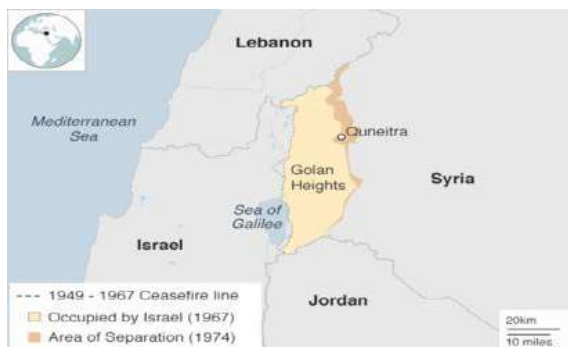 Lebanon
Mediterranean
Sea
Quneitra
Golan
Heights
Syria
Sea of
Galilee
Israel
Jordan
1949 - 1967 Ceasefire line
Occupied by Israel (1967)
Area of Separation (1974)
20km
10 miles